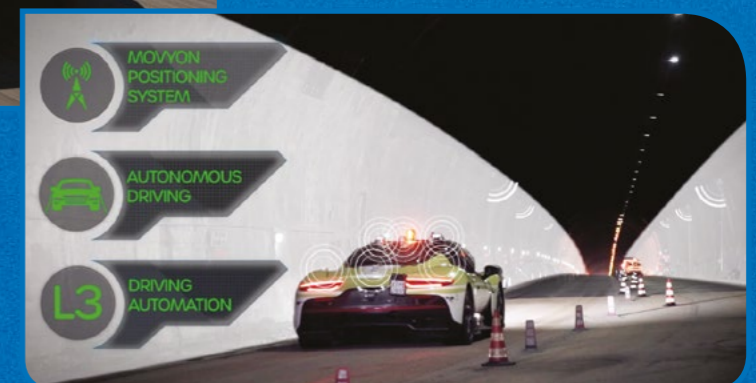 MOVYON
POSITIONING
SYSTEM
AUTONOMOUS
DRIVING
L3
DRIVING
AUTOMATION